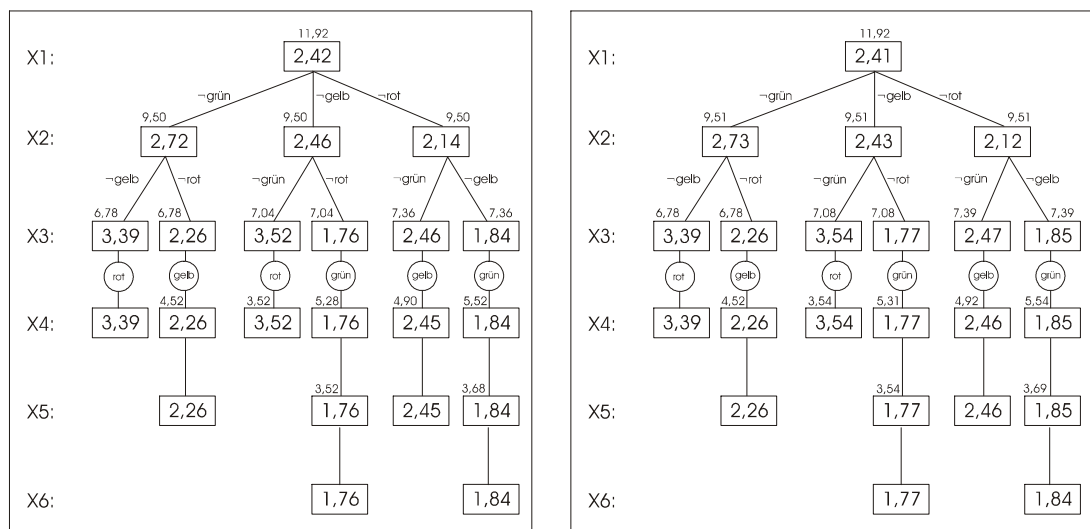 11,92
X1: 2,42
¬grün ¬gelb ¬rot
9,50 9,50 9,50
X2: 2,72 2,46 2,14
¬gelb ¬rot ¬grün ¬rot ¬grün ¬gelb
6,78 6,78 7,04 7,04 7,36 7,36
X3: 3,39 2,26 3,52 1,76 2,46 1,84
rot gelb rot grün gelb grün
4,52 3,52 5,28 4,90 5,52
X4: 3,39 2,26 3,52 1,76 2,45 1,84
3,52 3,68
X5: 2,26 1,76 2,45 1,84
X6: 1,76 1,84
11,92
X1: 2,41
¬grün ¬gelb ¬rot
9,51 9,51 9,51
X2: 2,73 2,43 2,12
¬gelb ¬rot ¬grün ¬rot ¬grün ¬gelb
6,78 6,78 7,08 7,08 7,39 7,39
X3: 3,39 2,26 3,54 1,77 2,47 1,85
rot gelb rot grün gelb grün
4,52 3,54 5,31 4,92 5,54
X4: 3,39 2,26 3,54 1,77 2,46 1,85
3,54 3,69
X5: 2,26 1,77 2,46 1,85
X6: 1,77 1,84